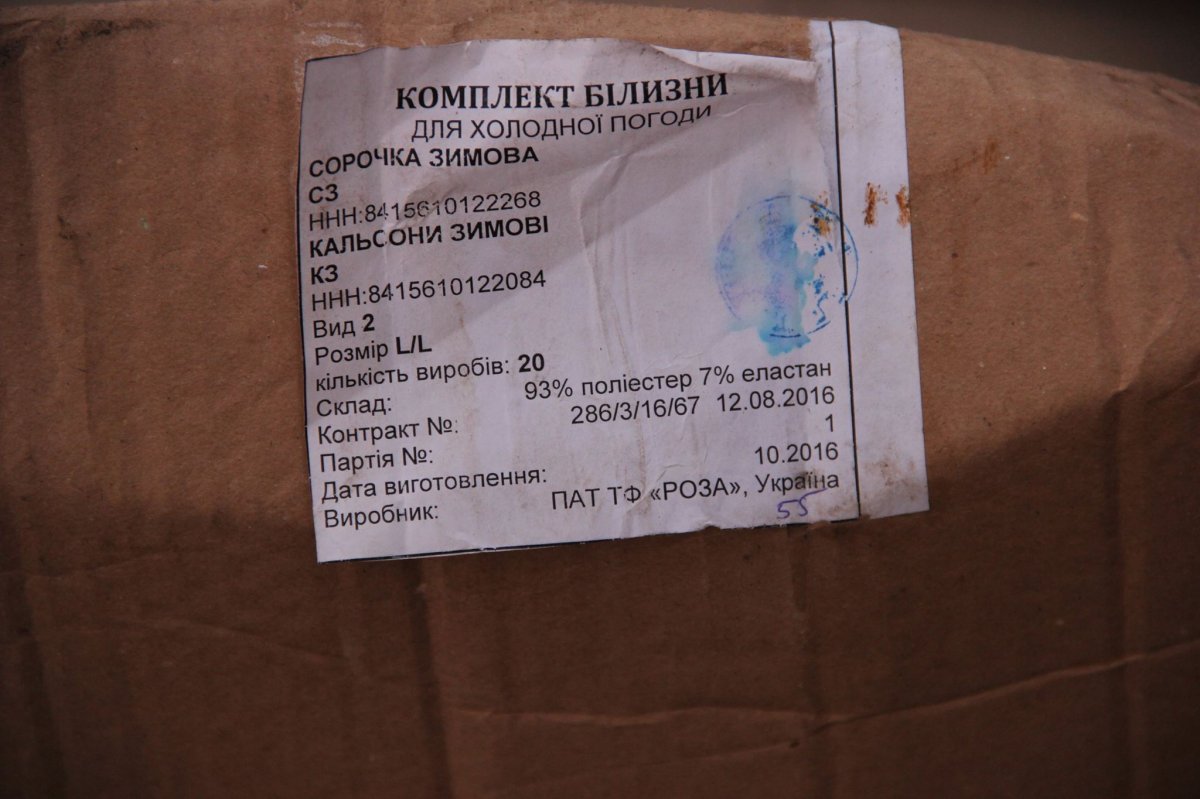 КОМПЛЕКТ БІЛИЗНИ
ДЛЯ ХОЛОДНОЇ ПОГОДИ
СОРОЧКА ЗИМОВА
СЗ
ННН:8415610122268
КАЛЬСОНИ ЗИМОВІ
КЗ
ННН:8415610122084
Вид 2
Розмір L/L
кількість виробів: 20
Склад: 93% поліестер 7% еластан
Контракт №: 286/3/16/67 12.08.2016
Партія №: 1
Дата виготовлення: 10.2016
Виробник: ПАТ ТФ «РОЗА», Україна
55